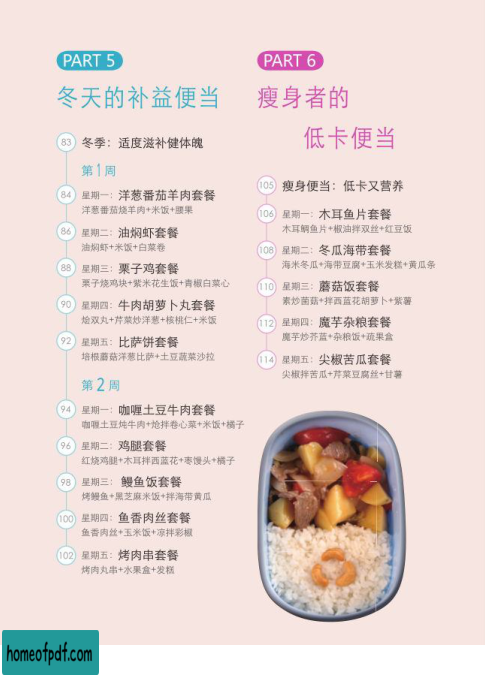 PART 5
冬天的补益便当
83 冬季：适度滋补健体魄
第1周
84 星期一：洋葱番茄羊肉套餐
洋葱番茄烧羊肉+米饭+腰果
86 星期二：油焖虾套餐
油焖虾+米饭+白菜卷
88 星期三：栗子鸡套餐
栗子烧鸡块+紫米花生饭+青椒白菜心
90 星期四：牛肉胡萝卜丸套餐
烩双丸+芹菜炒洋葱+核桃仁+米饭
92 星期五：比萨饼套餐
培根蘑菇洋葱比萨+土豆蔬菜沙拉
第2周
94 星期一：咖喱土豆牛肉套餐
咖喱土豆炖牛肉+炝拌卷心菜+米饭+橘子
96 星期二：鸡腿套餐
红烧鸡腿+木耳拌西蓝花+枣馒头+橘子
98 星期三：鳗鱼饭套餐
烤鳗鱼+黑芝麻米饭+拌海带黄瓜
100 星期四：鱼香肉丝套餐
鱼香肉丝+玉米饭+凉拌彩椒
102 星期五：烤肉串套餐
烤肉丸串+水果盒+发糕
PART 6
瘦身者的
低卡便当
105 瘦身便当：低卡又营养
106 星期一：木耳鱼片套餐
木耳鲷鱼片+椒油拌双丝+红豆饭
108 星期二：冬瓜海带套餐
海米冬瓜+海带豆腐+玉米发糕+黄瓜条
110 星期三：蘑菇饭套餐
素炒菌菇+拌西蓝花胡萝卜+紫薯
112 星期四：魔芋杂粮套餐
魔芋炒芥蓝+杂粮饭+疏果盒
114 星期五：尖椒苦瓜套餐
尖椒拌苦瓜+芹菜豆腐丝+甘薯
homeofpdf.com